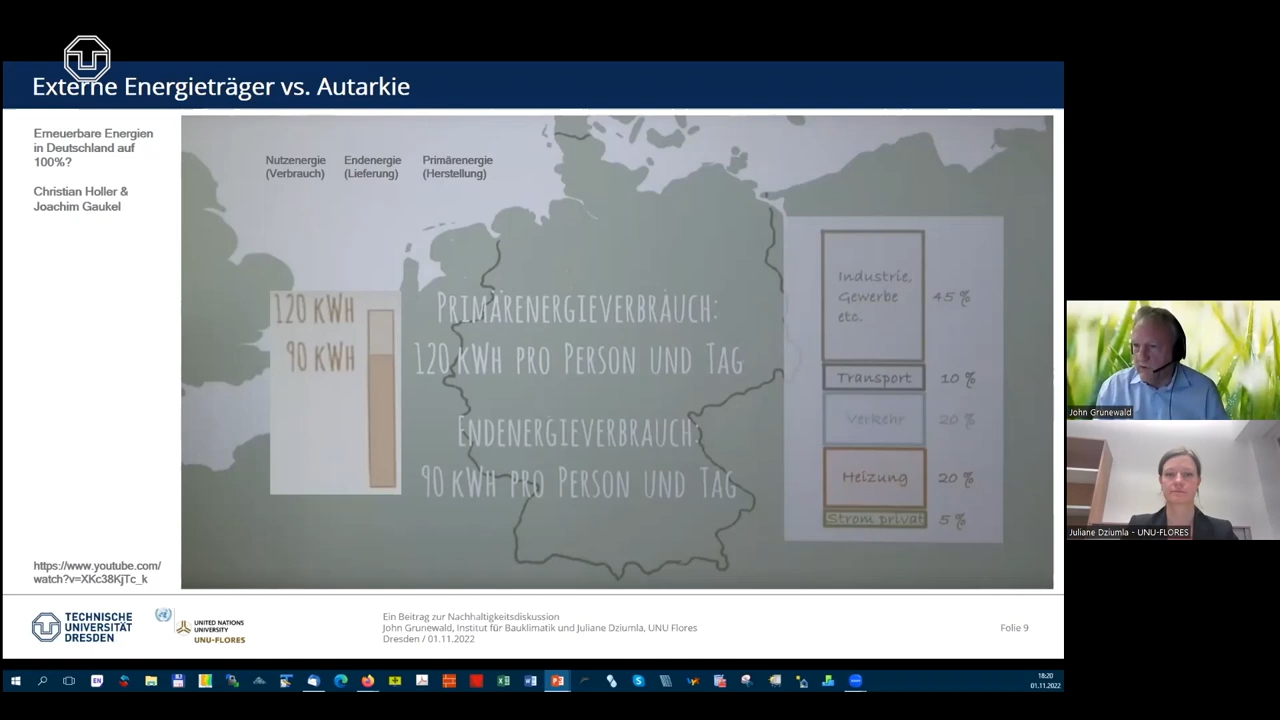 Externe Energieträger vs. Autarkie
Erneuerbare Energien
in Deutschland auf
100%?
Christian Holler &
Joachim Gaukel
Nutzenergie
(Verbrauch)
Endenergie
(Lieferung)
Primärenergie
(Herstellung)
120 kWh
90 kWh
Primärenergieverbrauch:
120 kWh pro Person und Tag
Endenergieverbrauch:
90 kWh pro Person und Tag
Industrie,
Gewerbe
etc.
45 %
Transport 10 %
Verkehr 20 %
Heizung 20 %
Strom privat 5 %
https://www.youtube.com/
watch?v=XKc38KjTc_k
TECHNISCHE
UNIVERSITÄT
DRESDEN
UNITED NATIONS
UNIVERSITY
UNU-FLORES
Ein Beitrag zur Nachhaltigkeitsdiskussion
John Grunewald, Institut für Bauklimatik und Juliane Dziumla, UNU Flores
Dresden / 01.11.2022
Folie 9
John Grunewald
Juliane Dziumla - UNU-FLORES
EN
18:20
01.11.2022